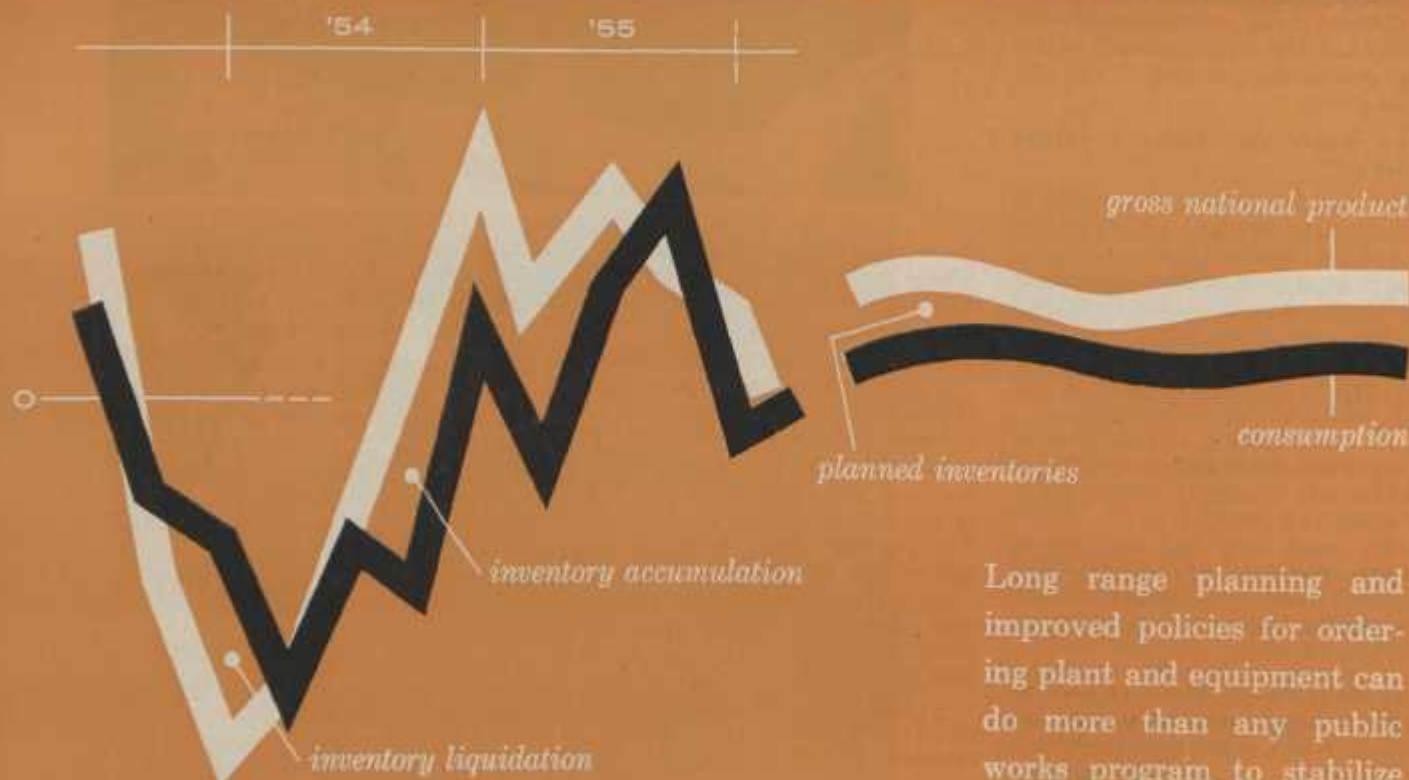 '54 '55
gross national product
consumption
planned inventories
inventory accumulation
inventory liquidation
Long range planning and
improved policies for order-
ing plant and equipment can
do more than any public
works program to stabilize